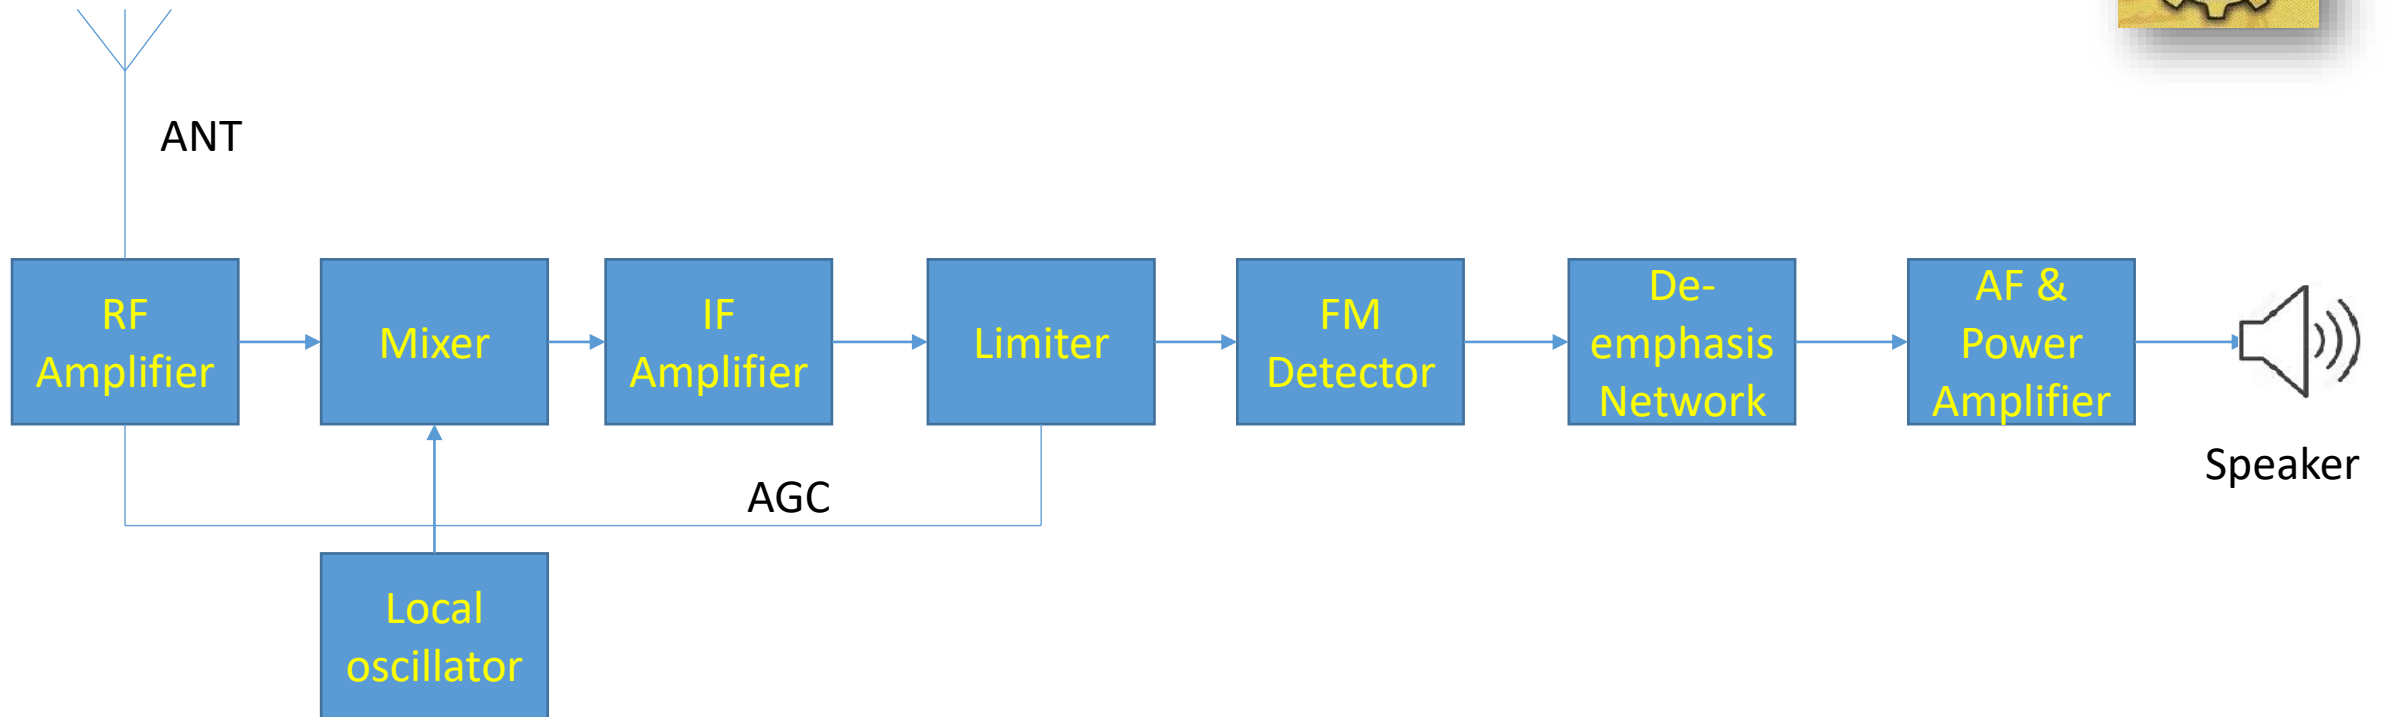 ANT
RF
Amplifier
Mixer
IF
Amplifier
Limiter
FM
Detector
De-
emphasis
Network
AF &
Power
Amplifier
Speaker
AGC
Local
oscillator